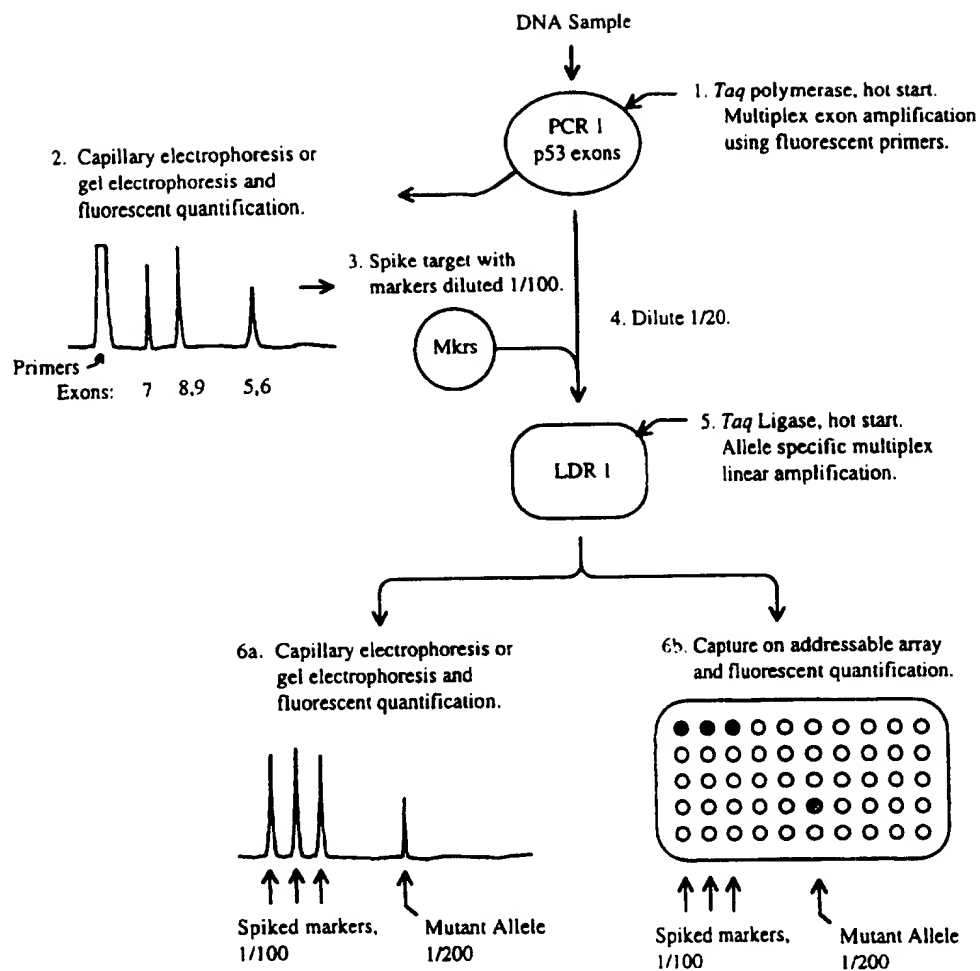 DNA Sample
PCR 1
p53 exons
1. Taq polymerase, hot start.
Multiplex exon amplification
using fluorescent primers.
2. Capillary electrophoresis or
gel electrophoresis and
fluorescent quantification.
Primers
Exons: 7 8,9 5,6
3. Spike target with
markers diluted 1/100.
Mkrs
4. Dilute 1/20.
LDR 1
5. Taq Ligase, hot start.
Allele specific multiplex
linear amplification.
6a. Capillary electrophoresis or
gel electrophoresis and
fluorescent quantification.
Spiked markers,
1/100
Mutant Allele
1/200
6b. Capture on addressable array
and fluorescent quantification.
Spiked markers,
1/100
Mutant Allele
1/200